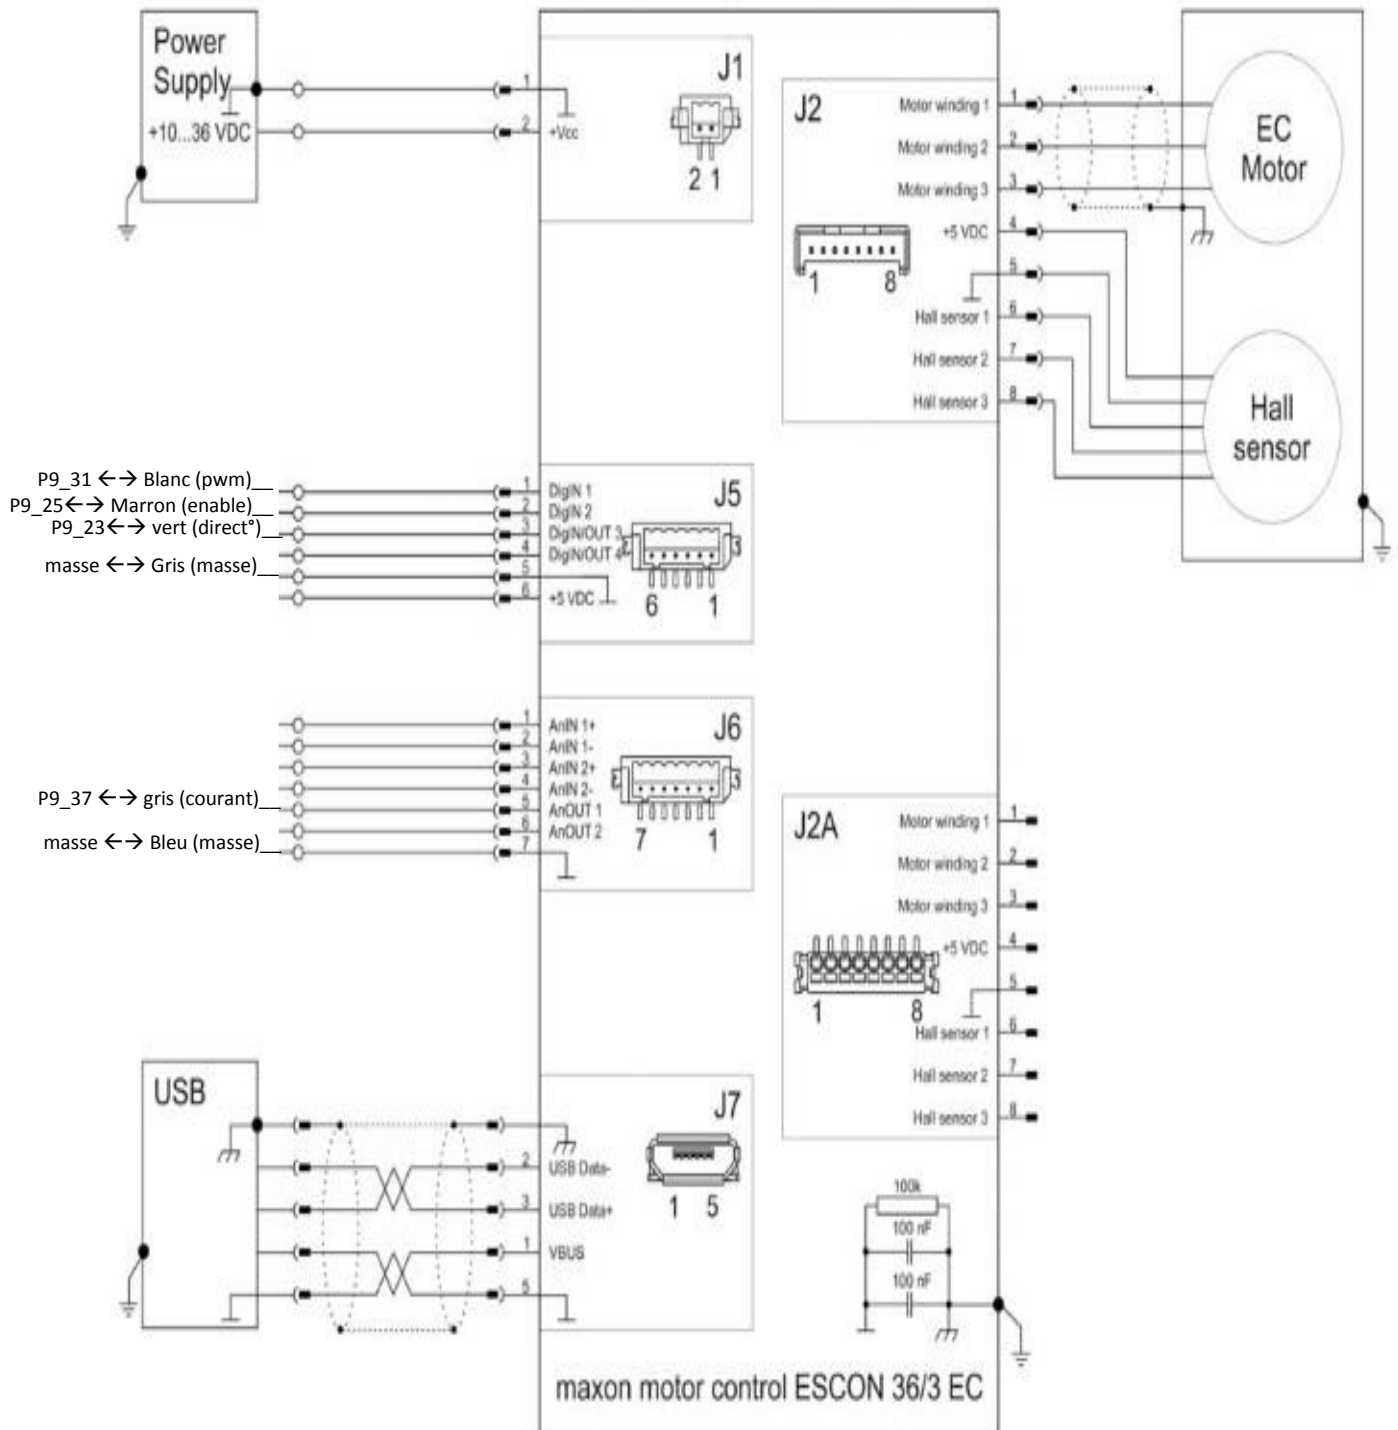 Power
Supply
+10...36 VDC
1
2
+Vcc
J1
2 1
J2
Motor winding 1
Motor winding 2
Motor winding 3
+5 VDC
Hall sensor 1
Hall sensor 2
Hall sensor 3
1
2
3
4
5
6
7
8
1 8
EC
Motor
Hall
sensor
P9_31 ←→ Blanc (pwm)__
P9_25←→ Marron (enable)__
P9_23←→ vert (direct°)__
masse ←→ Gris (masse)__
1
2
3
4
5
6
DigIN 1
DigIN 2
DigIN/OUT 3
DigIN/OUT 4
+5 VDC
J5
6 1
P9_37 ←→ gris (courant)__
masse ←→ Bleu (masse)__
1
2
3
4
5
6
7
AnIN 1+
AnIN 1-
AnIN 2+
AnIN 2-
AnOUT 1
AnOUT 2
J6
7 1
J2A
Motor winding 1
Motor winding 2
Motor winding 3
+5 VDC
Hall sensor 1
Hall sensor 2
Hall sensor 3
1
2
3
4
5
6
7
8
1 8
USB
2
3
1
5
USB Data-
USB Data+
VBUS
J7
1 5
100k
100 nF
100 nF
maxon motor control ESCON 36/3 EC